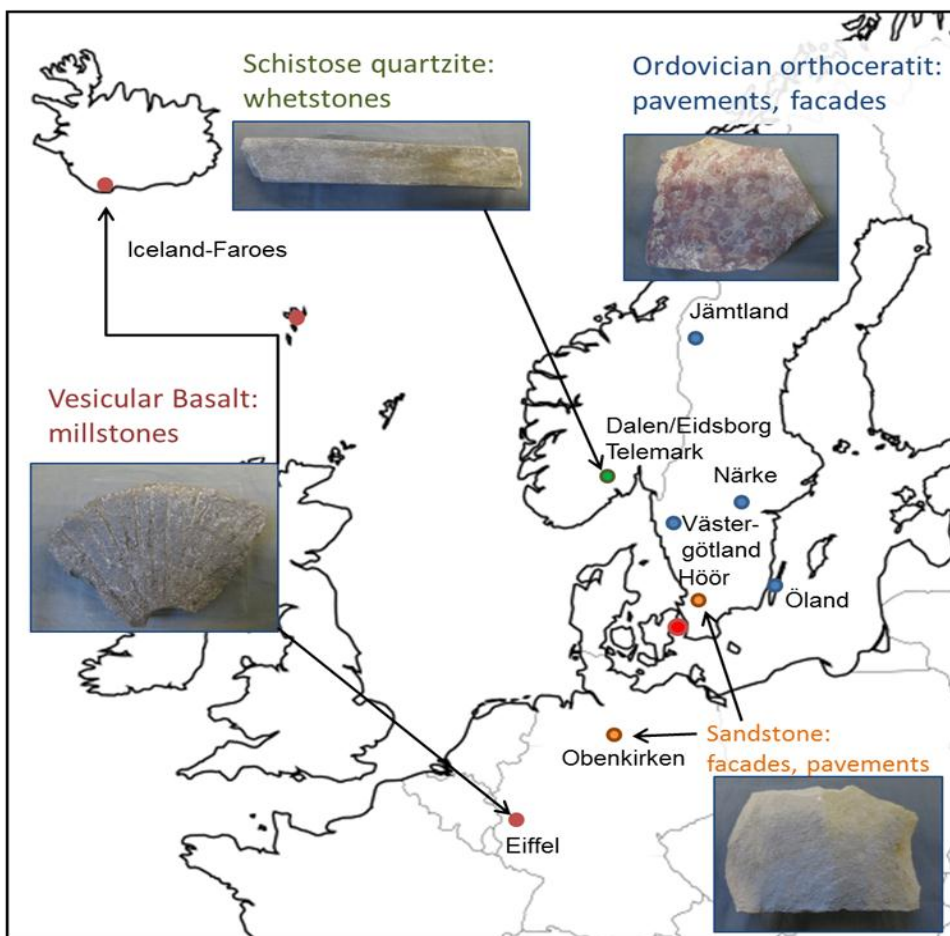 Schistose quartzite:
whetstones
Ordovician orthoceratit:
pavements, facades
Iceland-Faroes
Jämtland
Vesicular Basalt:
millstones
Dalen/Eidsborg
Telemark
Närke
Väster-
götland
Höör
Öland
Sandstone:
facades, pavements
Obenkirken
Eiffel